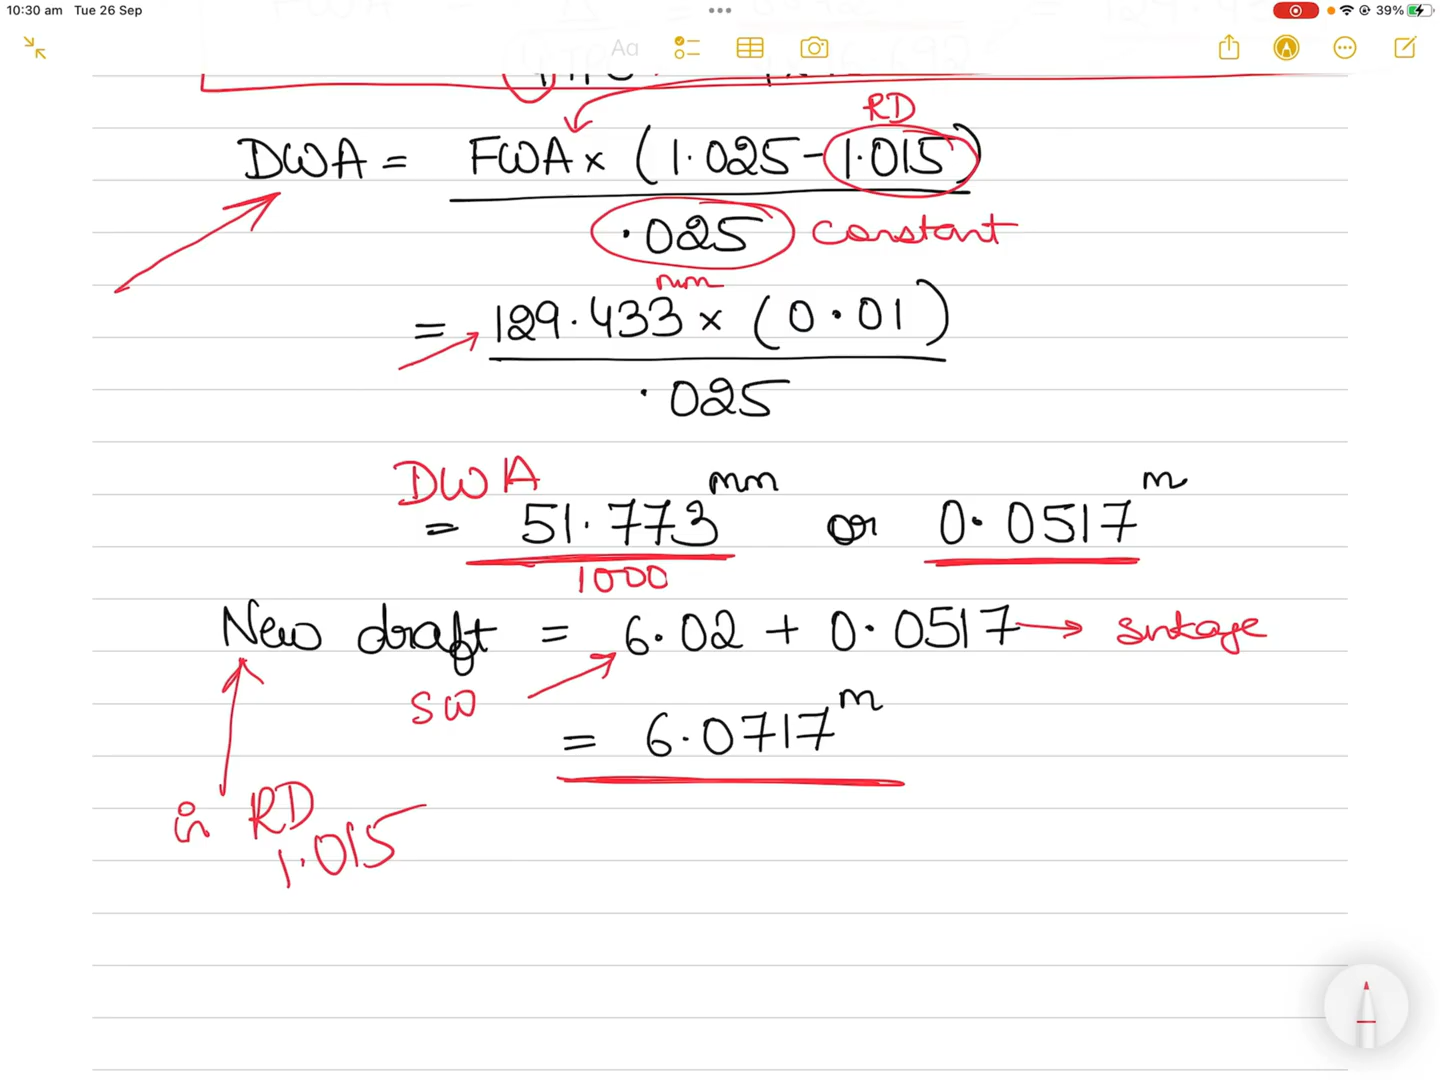 10:30 am Tue 26 Sep
39%
Aa
RD
DWA = FWA x (1.025-1.015)
.025 constant
mm
= 129.433 x (0.01)
.025
DWA
= 51.773 mm or 0.0517 m
1000
New draft = 6.02 + 0.0517 → sinkage
SW
= 6.0717 m
in RD
1.015